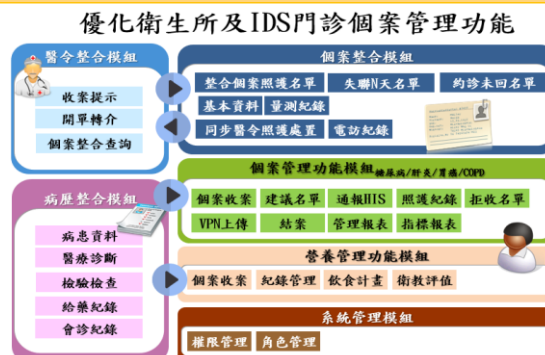 優化衛生所及IDS門診個案管理功能
醫令整合模組
收案提示
開單轉介
個案整合查詢
病歷整合模組
病患資料
醫療診斷
檢驗檢查
給藥紀錄
會診紀錄
個案整合模組
整合個案照護名單 失聯N天名單 約診未回名單
基本資料 量測紀錄
同步醫令照護處置 電訪紀錄
個案管理功能模組糖尿病/肝炎/胃癌/COPD
個案收案 建議名單 通報HIS 照護紀錄 拒收名單
VPN上傳 結案 管理報表 指標報表
營養管理功能模組
個案收案 紀錄管理 飲食計畫 衛教評值
系統管理模組
權限管理 角色管理